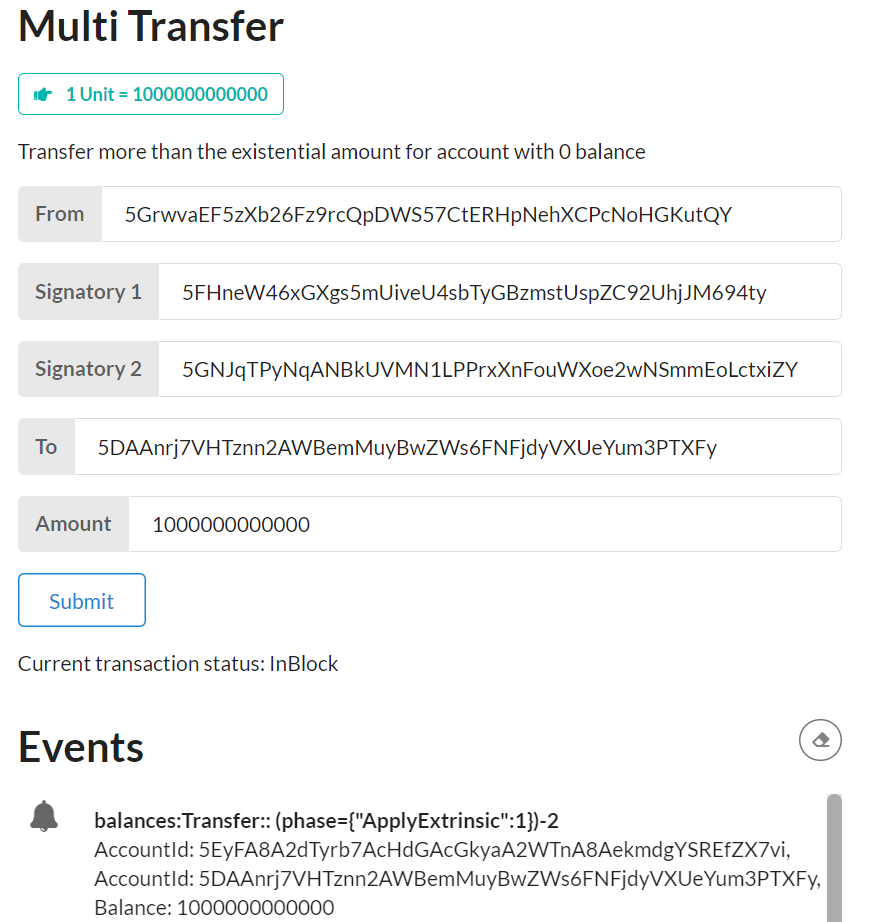 Multi Transfer
1 Unit = 1000000000000
Transfer more than the existential amount for account with 0 balance
From 5GrwvaEF5zXb26Fz9rcQpDWS57CtERHpNehXCPcNoHGKutQY
Signatory 1 5FHneW46xGXgs5mUiveU4sbTyGBzmstUspZC92UhjJM694ty
Signatory 2 5GNJqTPyNqANBkUVMN1LPPrxXnFouWXoe2wNSmmEoLctxiZY
To 5DAAnrj7VHTznn2AWBemMuyBwZWs6FNFjdyVXUeYum3PTXFy
Amount 1000000000000
Submit
Current transaction status: InBlock
Events
balances:Transfer:: (phase={"ApplyExtrinsic":1})-2
AccountId: 5EyFA8A2dTyrb7AcHdGAcGkyaA2WTnA8AekmdgYSREfZX7vi,
AccountId: 5DAAnrj7VHTznn2AWBemMuyBwZWs6FNFjdyVXUeYum3PTXFy,
Balance: 1000000000000